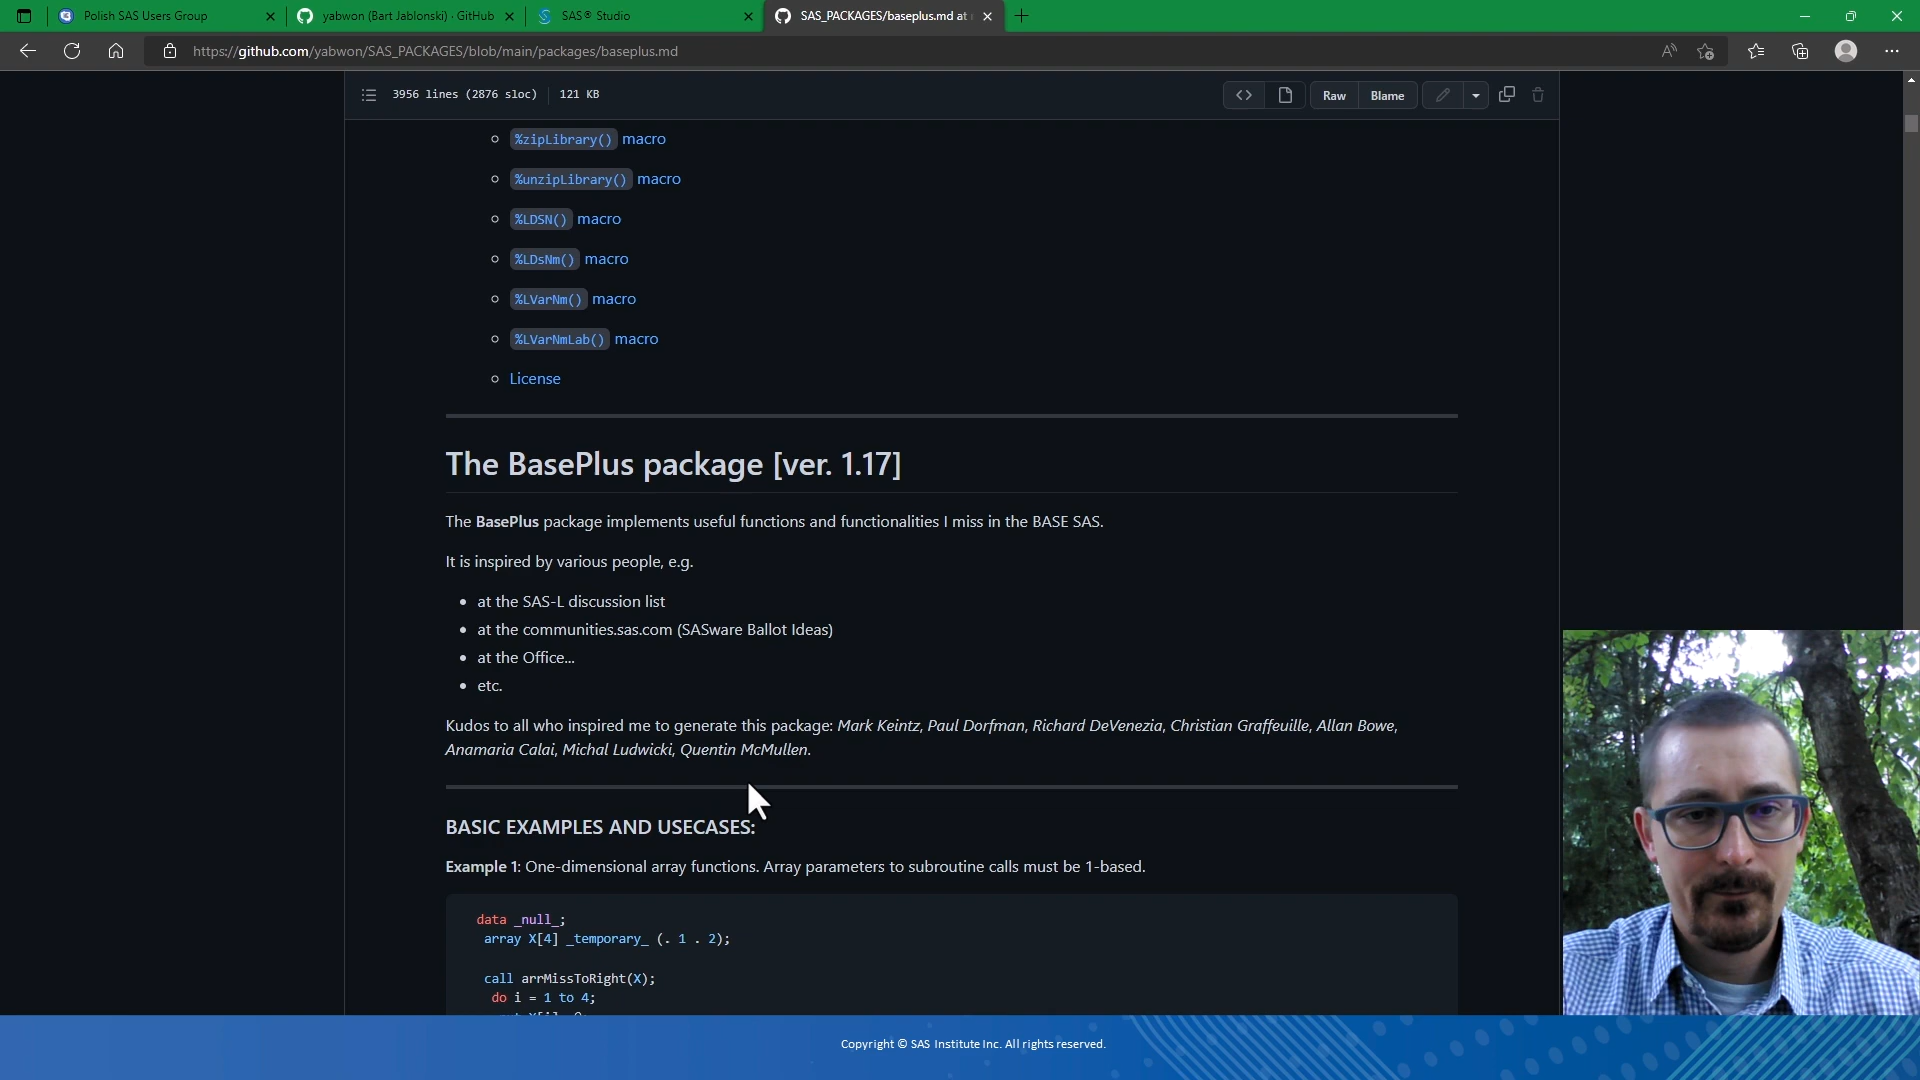 Polish SAS Users Group
yabwon (Bart Jablonski) · GitHub
SAS® Studio
SAS_PACKAGES/baseplus.md at
https://github.com/yabwon/SAS_PACKAGES/blob/main/packages/baseplus.md
3956 lines (2876 sloc) 121 KB
Raw Blame
%zipLibrary() macro
%unzipLibrary() macro
%LDSN() macro
%LDsNm() macro
%LVarNm() macro
%LVarNmLab() macro
License
The BasePlus package [ver. 1.17]
The BasePlus package implements useful functions and functionalities I miss in the BASE SAS.
It is inspired by various people, e.g.
at the SAS-L discussion list
at the communities.sas.com (SASware Ballot Ideas)
at the Office...
etc.
Kudos to all who inspired me to generate this package: Mark Keintz, Paul Dorfman, Richard DeVenezia, Christian Graffeuille, Allan Bowe,
Anamaria Calai, Michal Ludwicki, Quentin McMullen.
BASIC EXAMPLES AND USECASES:
Example 1: One-dimensional array functions. Array parameters to subroutine calls must be 1-based.
data _null_;
array X[4] _temporary_ (. 1 . 2);
call arrMissToRight(X);
do i = 1 to 4;
Copyright © SAS Institute Inc. All rights reserved.